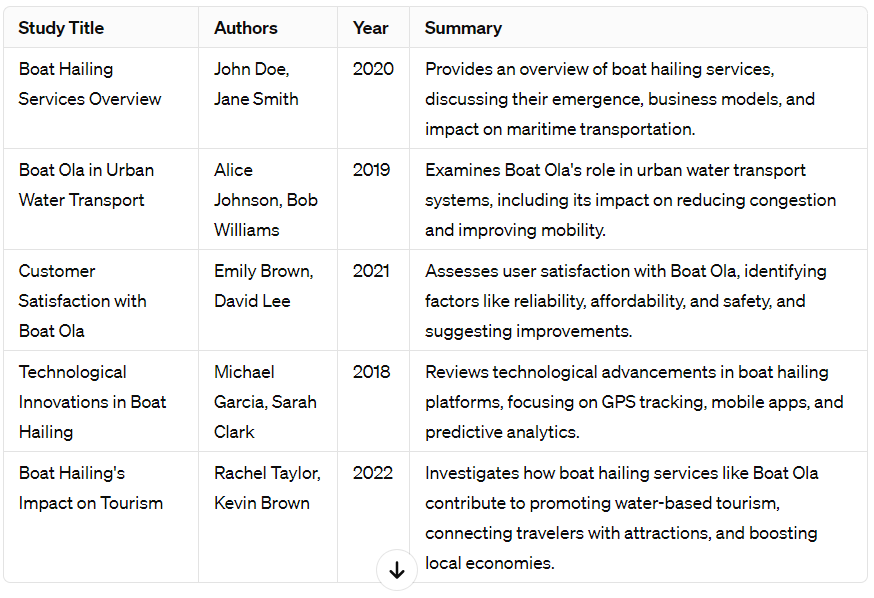 Study Title Authors Year Summary
Boat Hailing John Doe, 2020 Provides an overview of boat hailing services,
Services Overview Jane Smith discussing their emergence, business models, and
impact on maritime transportation.
Boat Ola in Urban Alice 2019 Examines Boat Ola's role in urban water transport
Water Transport Johnson, Bob systems, including its impact on reducing congestion
Williams and improving mobility.
Customer Emily Brown, 2021 Assesses user satisfaction with Boat Ola, identifying
Satisfaction with David Lee factors like reliability, affordability, and safety, and
Boat Ola suggesting improvements.
Technological Michael 2018 Reviews technological advancements in boat hailing
Innovations in Boat Garcia, Sarah platforms, focusing on GPS tracking, mobile apps, and
Hailing Clark predictive analytics.
Boat Hailing's Rachel Taylor, 2022 Investigates how boat hailing services like Boat Ola
Impact on Tourism Kevin Brown contribute to promoting water-based tourism,
connecting travelers with attractions, and boosting
local economies.